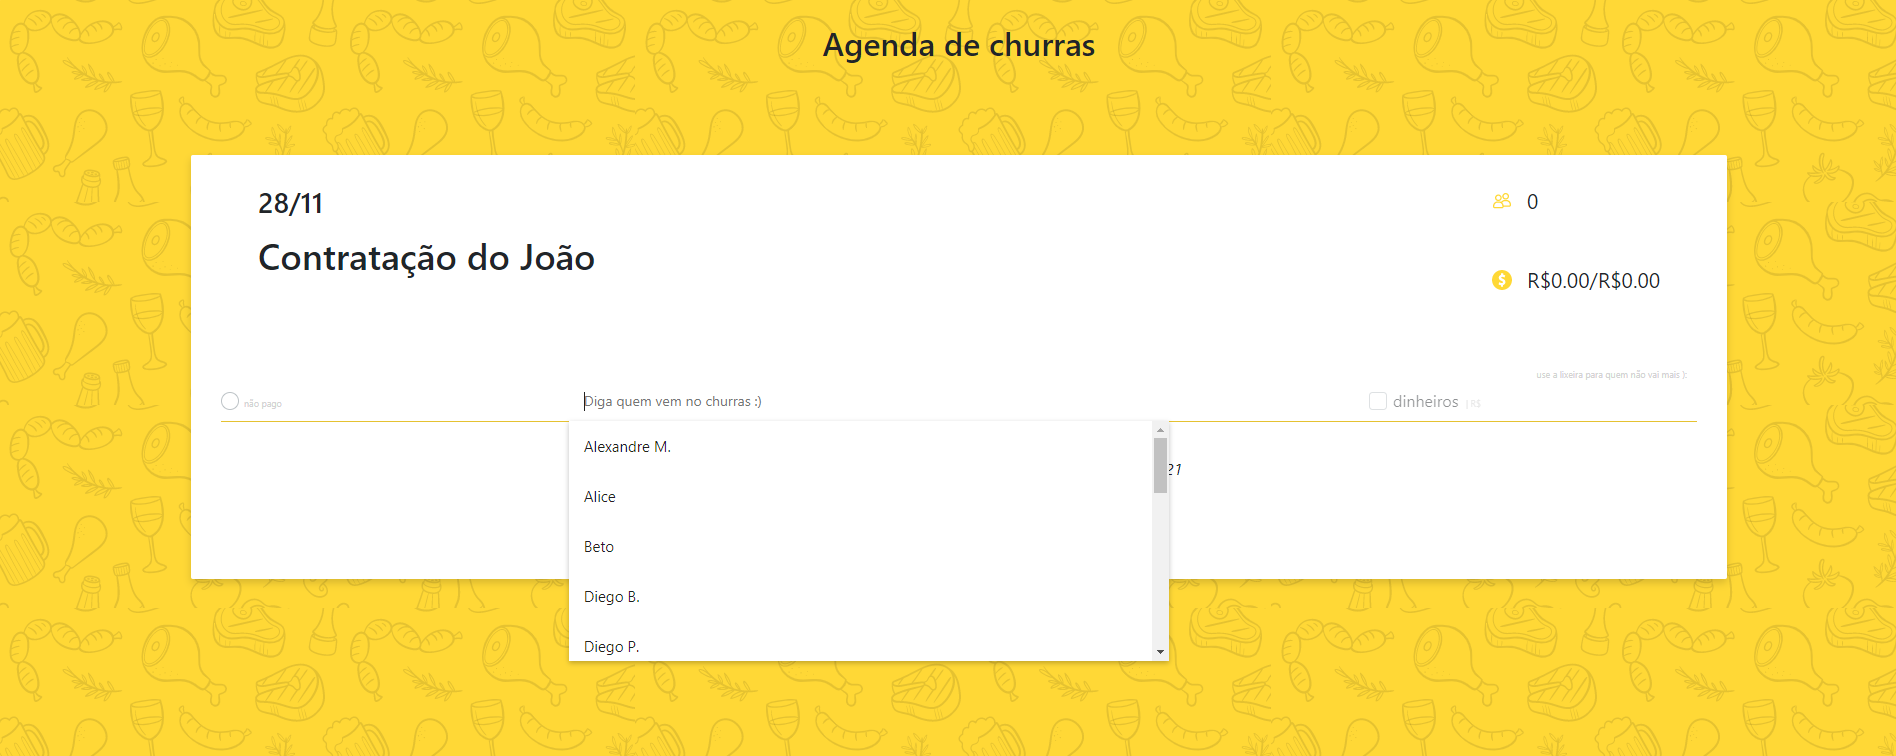 Agenda de churras
28/11
0
Contratação do João
R$0.00/R$0.00
use a lixeira para quem não vai mais ):
não pago
Diga quem vem no churras :)
dinheiros | R$
Alexandre M.
21
Alice
Beto
Diego B.
Diego P.